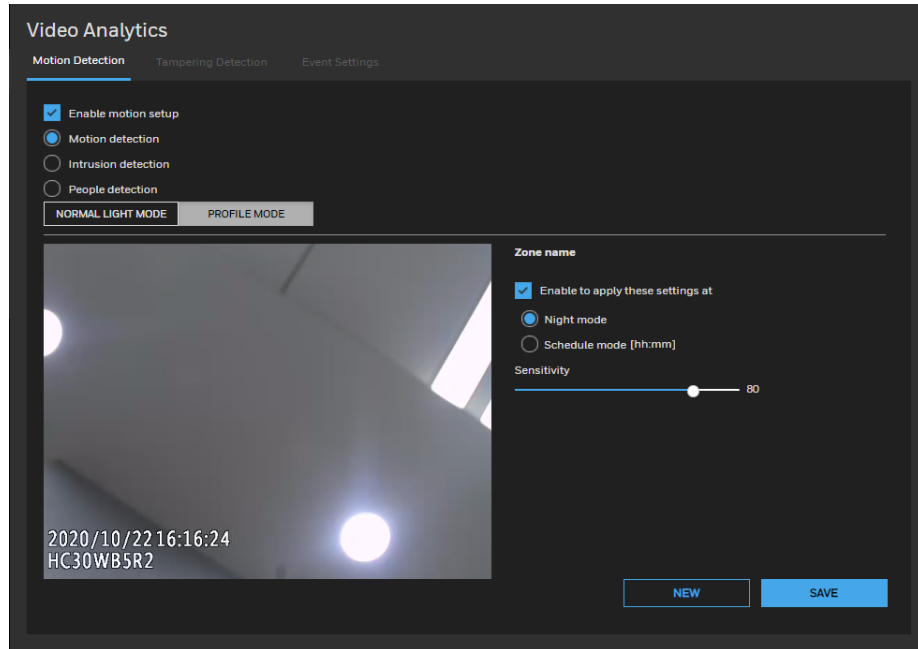 Video Analytics
Motion Detection Tampering Detection Event Settings
Enable motion setup
Motion detection
Intrusion detection
People detection
NORMAL LIGHT MODE PROFILE MODE
Zone name
Enable to apply these settings at
Night mode
Schedule mode [hh:mm]
Sensitivity
80
2020/10/22 16:16:24
HC30WB5R2
NEW SAVE